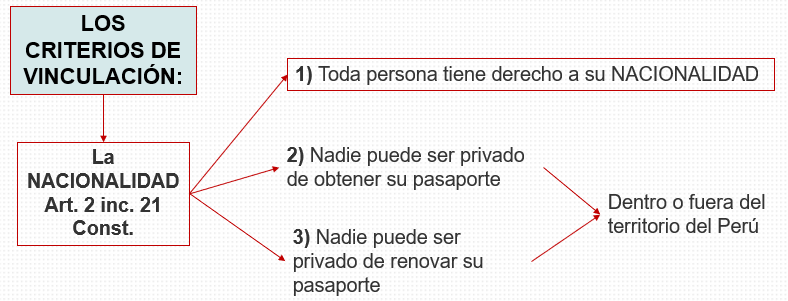 LOS
CRITERIOS DE
VINCULACIÓN:
La
NACIONALIDAD
Art. 2 inc. 21
Const.
1) Toda persona tiene derecho a su NACIONALIDAD
2) Nadie puede ser privado
de obtener su pasaporte
3) Nadie puede ser
privado de renovar su
pasaporte
Dentro o fuera del
territorio del Perú